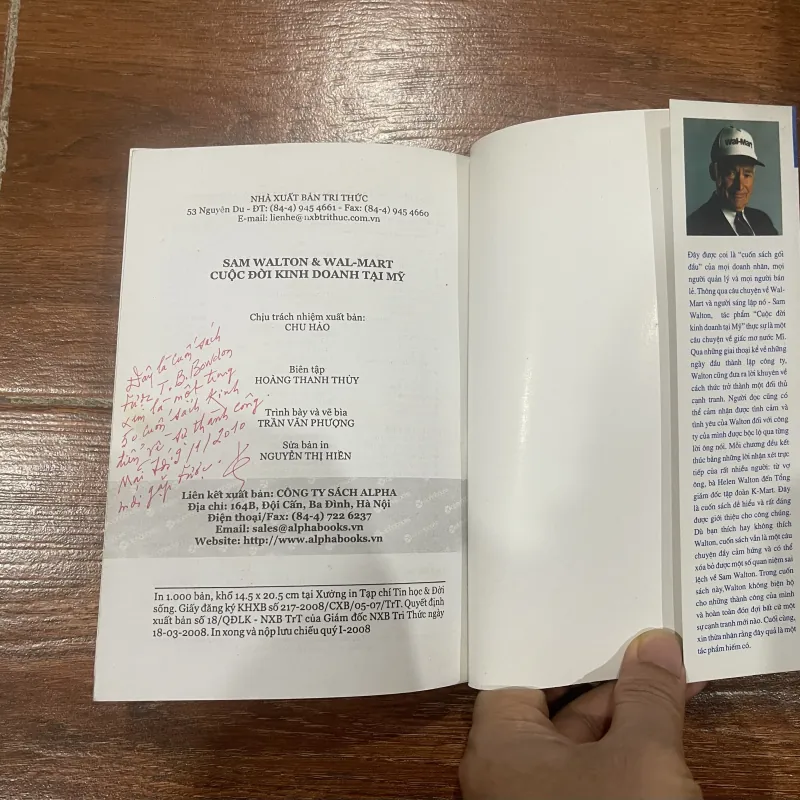 NHÀ XUẤT BẢN TRI THỨC
53 Nguyễn Du - ĐT: (84-4) 945 4661 - Fax: (84-4) 945 4660
E-mail: lienhe@nxbtrithuc.com.vn
SAM WALTON & WAL-MART
CUỘC ĐỜI KINH DOANH TẠI MỸ
Chịu trách nhiệm xuất bản:
CHU HẢO
Biên tập
HOÀNG THANH THỦY
Trình bày và vẽ bìa
TRẦN VĂN PHƯỢNG
Sửa bản in
NGUYỄN THỊ HIỀN
Đây là cuốn sách
được T.B. Bowdon
xem là một trong
50 cuốn sách kinh
điển về sự thành công.
Mãi tới 9/1/2010
mới gặp được.
Liên kết xuất bản: CÔNG TY SÁCH ALPHA
Địa chỉ: 164B, Đội Cấn, Ba Đình, Hà Nội
Điện thoại/Fax: (84-4) 722 6237
Email: sales@alphabooks.vn
Website: http://www.alphabooks.vn
In 1.000 bản, khổ 14.5 x 20.5 cm tại Xưởng in Tạp chí Tin học & Đời
sống. Giấy đăng ký KHXB số 217-2008/CXB/05-07/TrT. Quyết định
xuất bản số 18/QĐLK - NXB TrT của Giám đốc NXB Tri Thức ngày
18-03-2008. In xong và nộp lưu chiểu quý I-2008
Wal-Mart
Đây được coi là "cuốn sách gối
đầu" của mọi doanh nhân, mọi
người quản lý và mọi người bán
lẻ. Thông qua câu chuyện về Wal-
Mart và người sáng lập nó - Sam
Walton, tác phẩm "Cuộc đời
kinh doanh tại Mỹ" thực sự là một
câu chuyện về giấc mơ nước Mĩ.
Qua những giai thoại kể về những
ngày đầu thành lập công ty,
Walton cũng đưa ra lời khuyên về
cách thức trở thành một đối thủ
cạnh tranh. Người đọc cũng có
thể cảm nhận được tình cảm và
tình yêu của Walton đối với công
ty của mình được bộc lộ qua từng
lời ông nói. Mỗi chương đều kết
thúc bằng những lời nhận xét trực
tiếp của rất nhiều người: từ vợ
ông, bà Helen Walton đến Tổng
giám đốc tập đoàn K-Mart. Đây
là cuốn sách dễ hiểu và rất đáng
được giới thiệu cho công chúng.
Dù bạn thích hay không thích
Walton, cuốn sách vẫn là một câu
chuyện đầy cảm hứng và có thể
xóa bỏ được một số quan niệm sai
lệch về Sam Walton. Trong cuốn
sách này, Walton không biện hộ
cho những thành công của mình
và hoàn toàn đón đợi bất cứ một
sự cạnh tranh mới nào. Cuối cùng,
xin thừa nhận rằng đây quả là một
tác phẩm hiếm có.